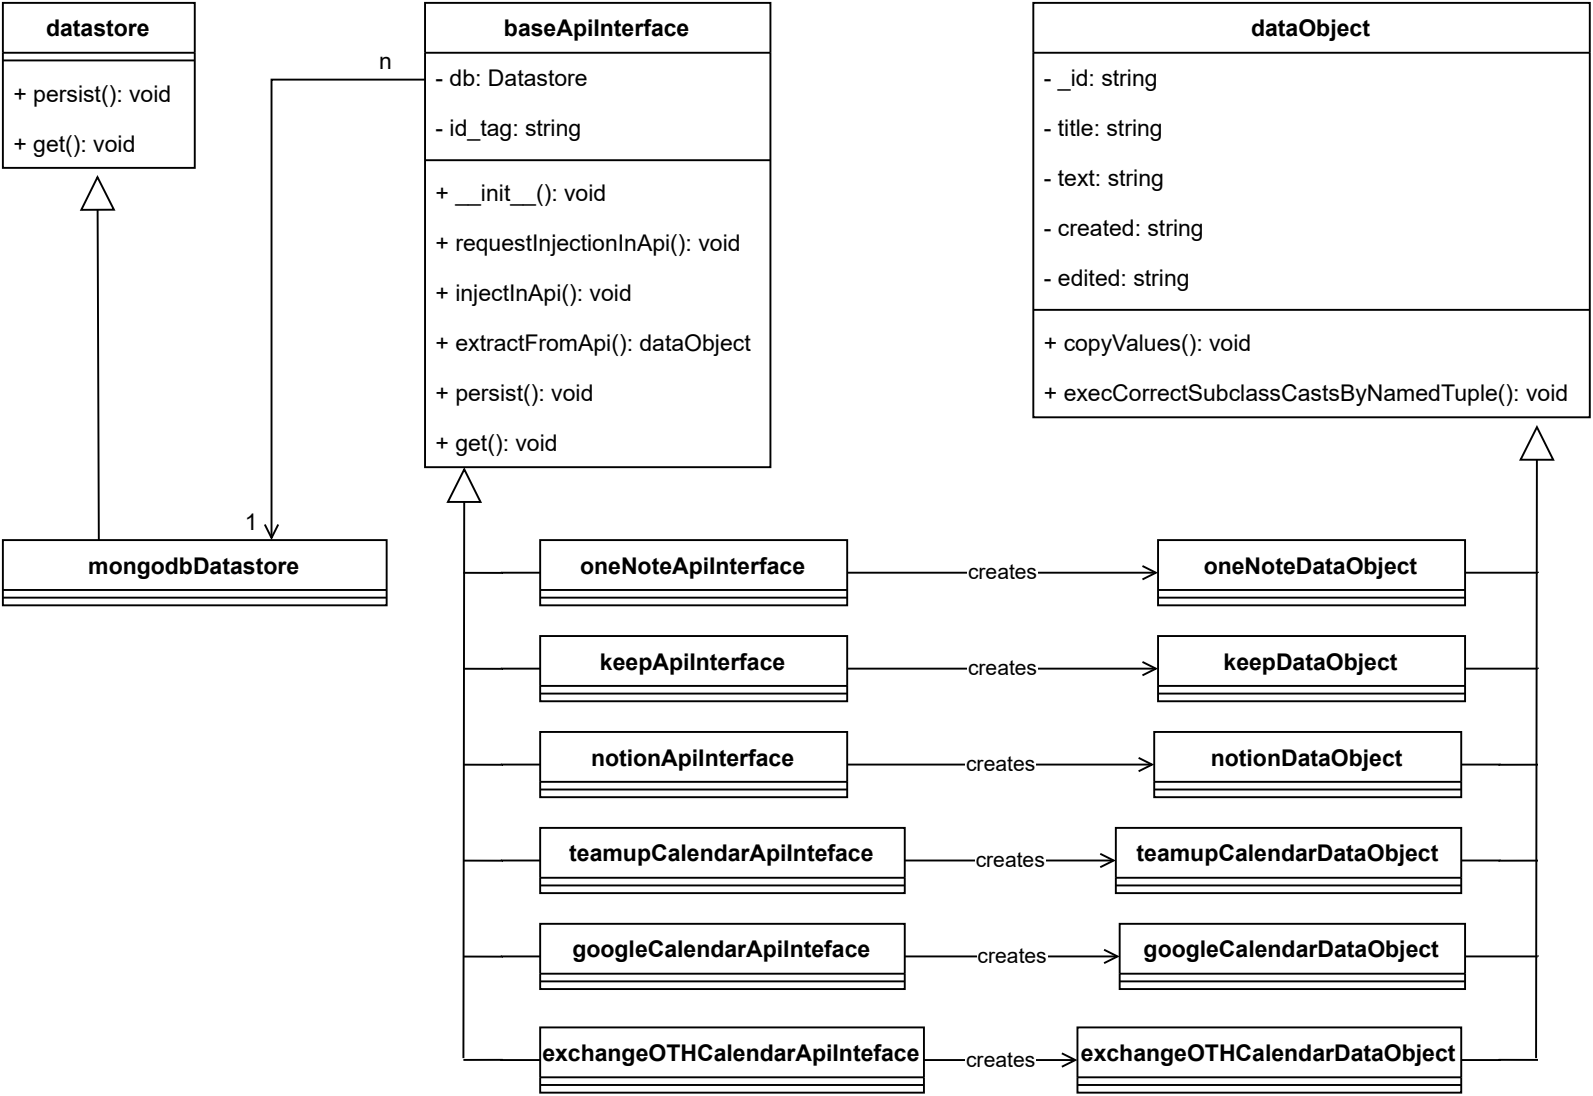 datastore
+ persist(): void
+ get(): void
n
baseApiInterface
- db: Datastore
- id_tag: string
+ __init__(): void
+ requestInjectionInApi(): void
+ injectInApi(): void
+ extractFromApi(): dataObject
+ persist(): void
+ get(): void
dataObject
- _id: string
- title: string
- text: string
- created: string
- edited: string
+ copyValues(): void
+ execCorrectSubclassCastsByNamedTuple(): void
1
mongodbDatastore
oneNoteApiInterface
creates
oneNoteDataObject
keepApiInterface
creates
keepDataObject
notionApiInterface
creates
notionDataObject
teamupCalendarApiInteface
creates
teamupCalendarDataObject
googleCalendarApiInteface
creates
googleCalendarDataObject
exchangeOTHCalendarApiInteface
creates
exchangeOTHCalendarDataObject